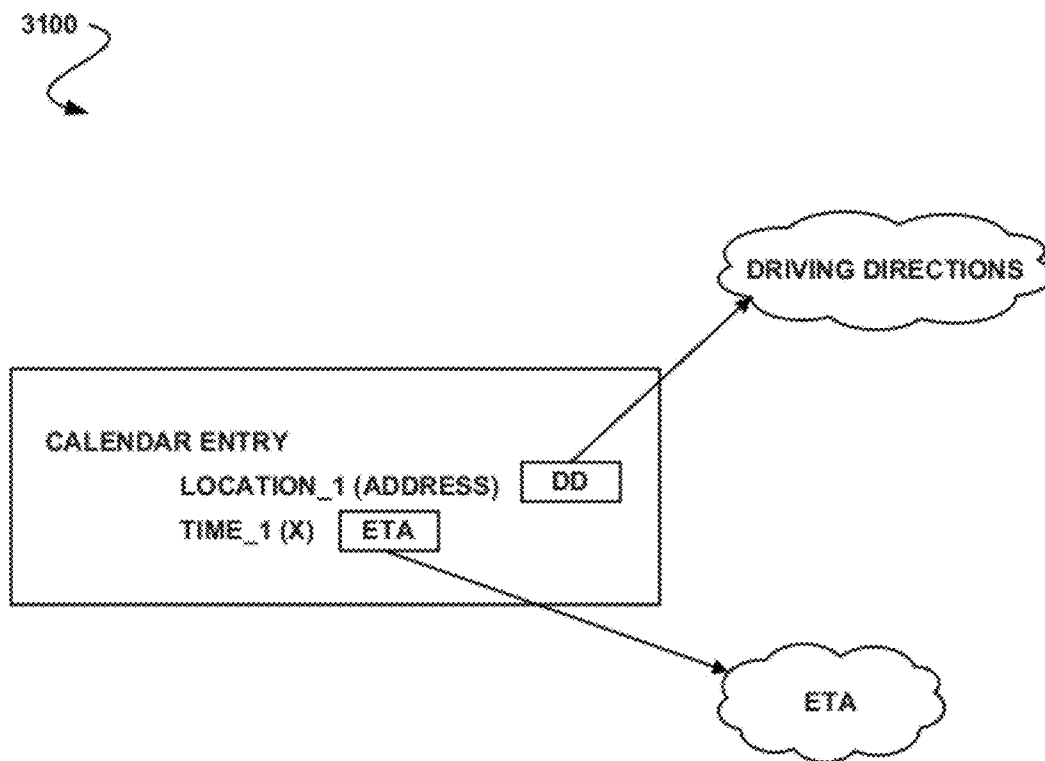 3100
DRIVING DIRECTIONS
CALENDAR ENTRY
LOCATION_1 (ADDRESS) DD
TIME_1 (X) ETA
ETA